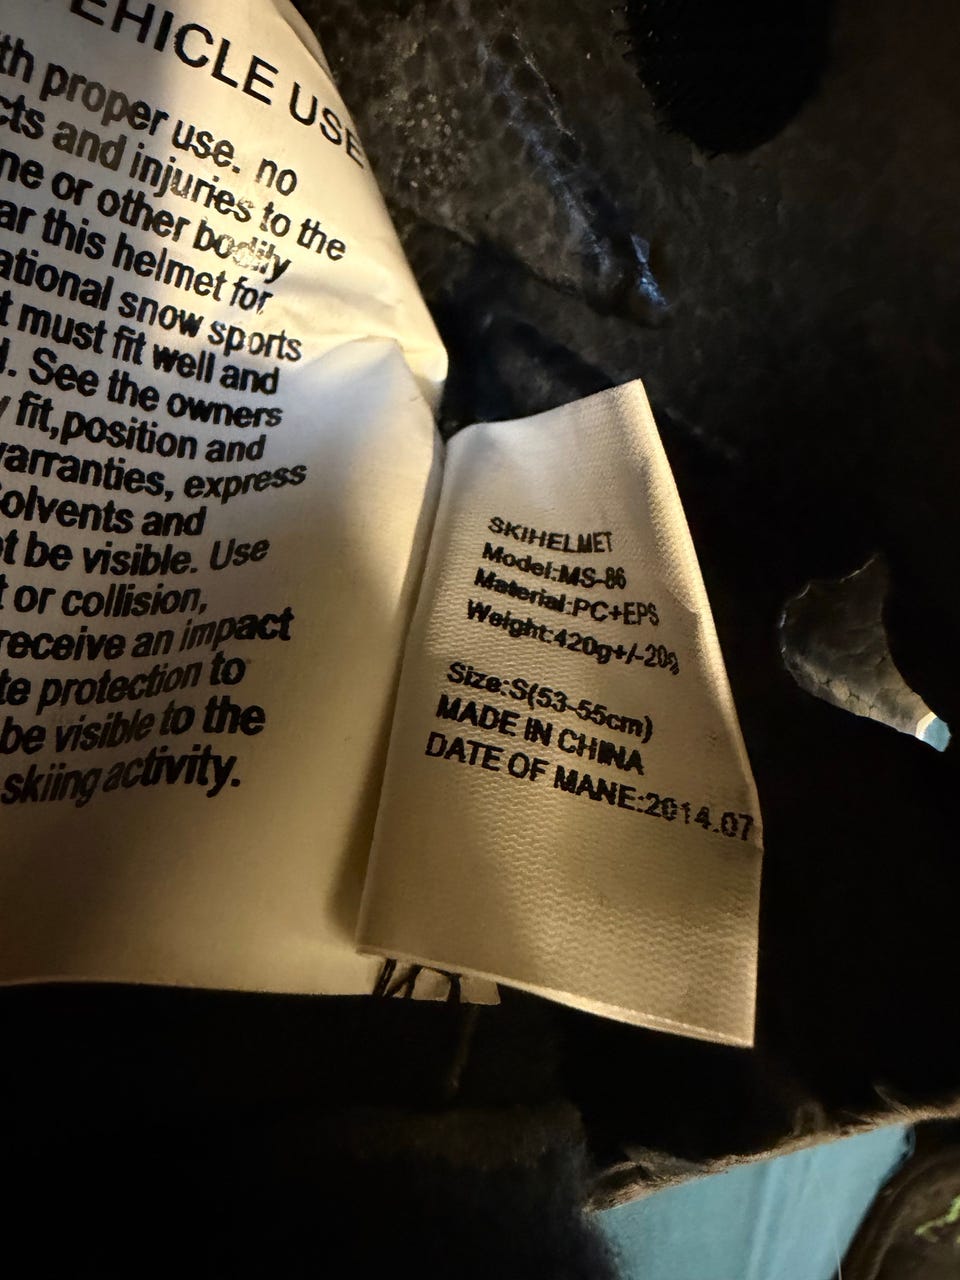 EHICLE USE
th proper use. no
cts and injuries to the
ne or other bodily
ar this helmet for
ational snow sports
t must fit well and
. See the owners
y fit,position and
warranties, express
Solvents and
ot be visible. Use
t or collision,
receive an impact
te protection to
be visible to the
skiing activity.
SKIHELMET
Model:MS-86
Material:PC+EPS
Weight:420g+/-20g
Size:S(53-55cm)
MADE IN CHINA
DATE OF MANE:2014.07